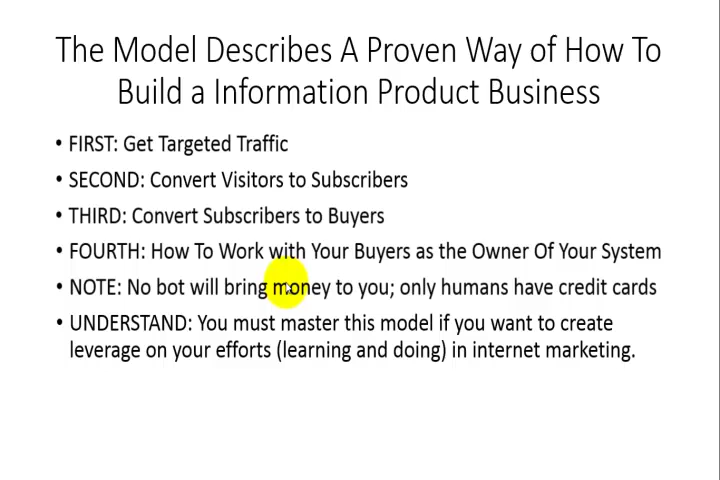 The Model Describes A Proven Way of How To
Build a Information Product Business
• FIRST: Get Targeted Traffic
• SECOND: Convert Visitors to Subscribers
• THIRD: Convert Subscribers to Buyers
• FOURTH: How To Work with Your Buyers as the Owner Of Your System
• NOTE: No bot will bring money to you; only humans have credit cards
• UNDERSTAND: You must master this model if you want to create
leverage on your efforts (learning and doing) in internet marketing.